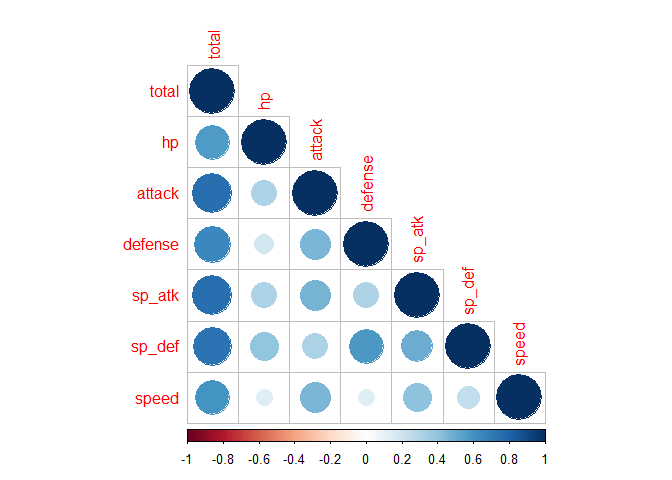 total
hp
attack
defense
sp_atk
sp_def
speed
total
hp
attack
defense
sp_atk
sp_def
speed
-1 -0.8 -0.6 -0.4 -0.2 0 0.2 0.4 0.6 0.8 1